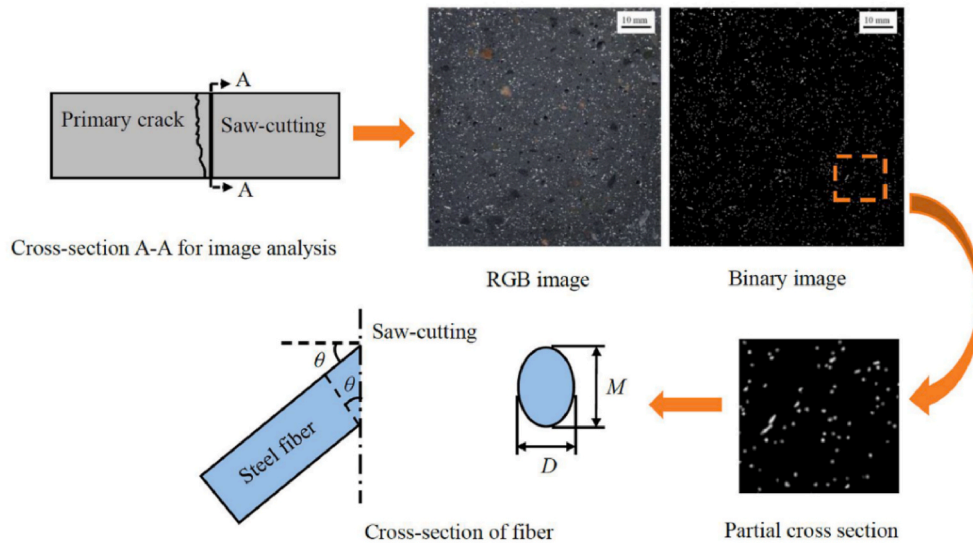 A
Primary crack
Saw-cutting
A
Cross-section A-A for image analysis
10 mm
RGB image
10 mm
Binary image
Saw-cutting
θ
θ
Steel fiber
M
D
Cross-section of fiber
Partial cross section